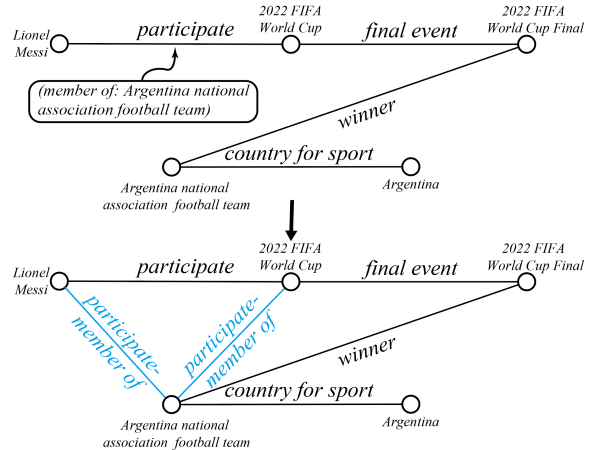 Lionel
Messi
participate
2022 FIFA
World Cup
final event
2022 FIFA
World Cup Final
(member of: Argentina national
association football team)
winner
country for sport
Argentina national
association football team
Argentina
Lionel
Messi
participate
2022 FIFA
World Cup
final event
2022 FIFA
World Cup Final
participate-
member of
participate-
member of
winner
country for sport
Argentina national
association football team
Argentina